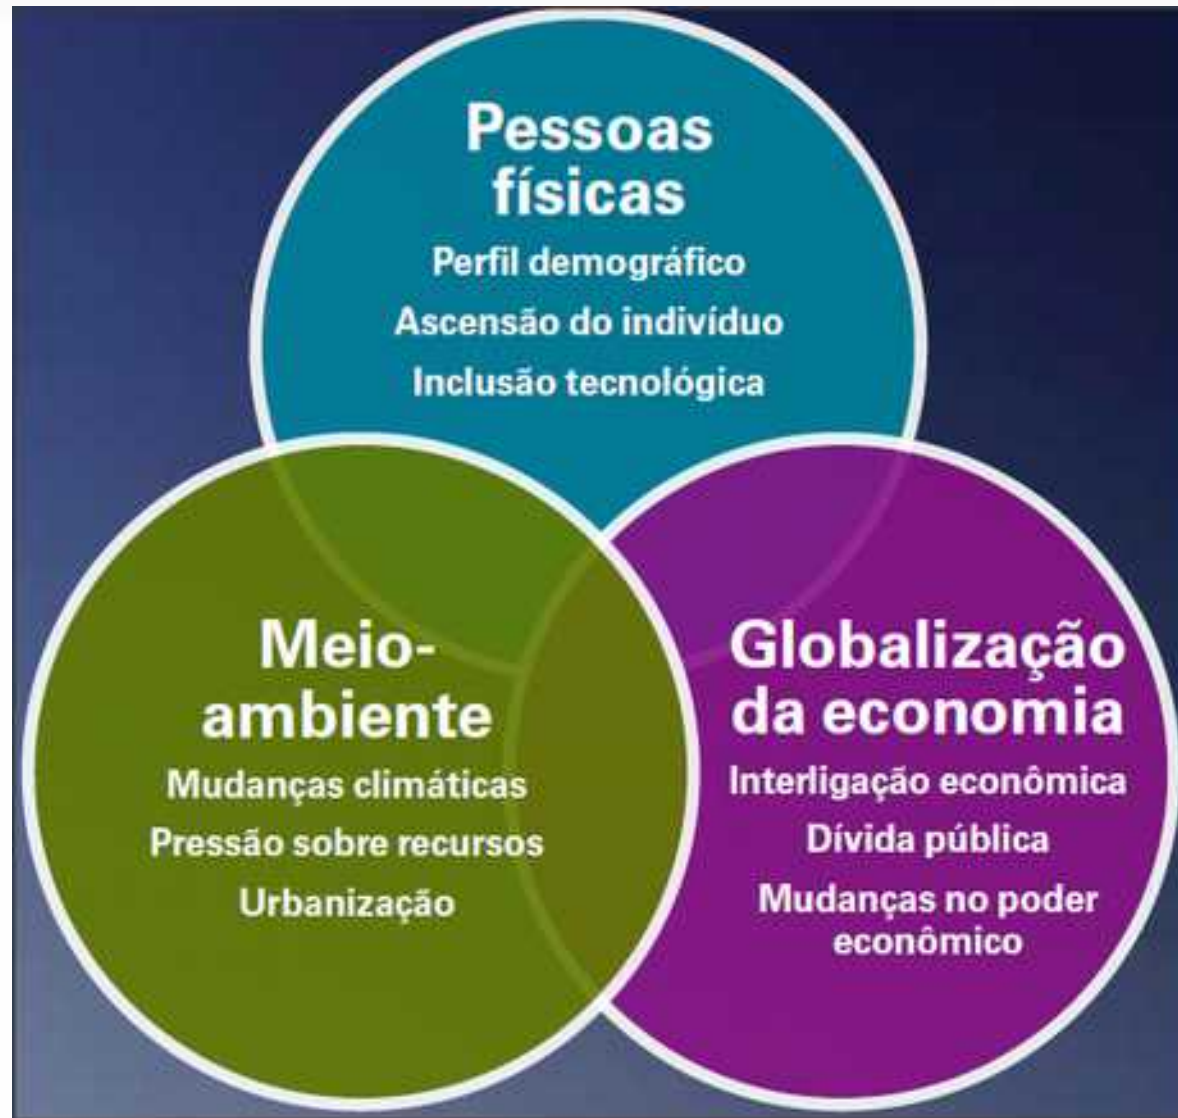 Pessoas
físicas
Perfil demográfico
Ascensão do indivíduo
Inclusão tecnológica
Meio-
ambiente
Mudanças climáticas
Pressão sobre recursos
Urbanização
Globalização
da economia
Interligação econômica
Dívida pública
Mudanças no poder
econômico